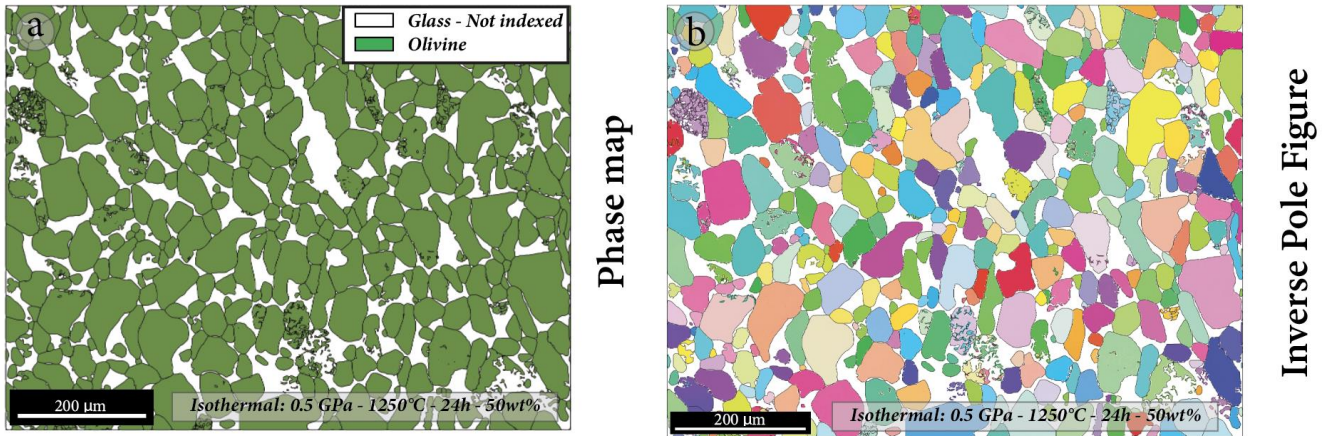 a
Glass - Not indexed
Olivine
200 µm
Isothermal: 0.5 GPa - 1250°C - 24h - 50wt%
Phase map
b
200 µm
Isothermal: 0.5 GPa - 1250°C - 24h - 50wt%
Inverse Pole Figure